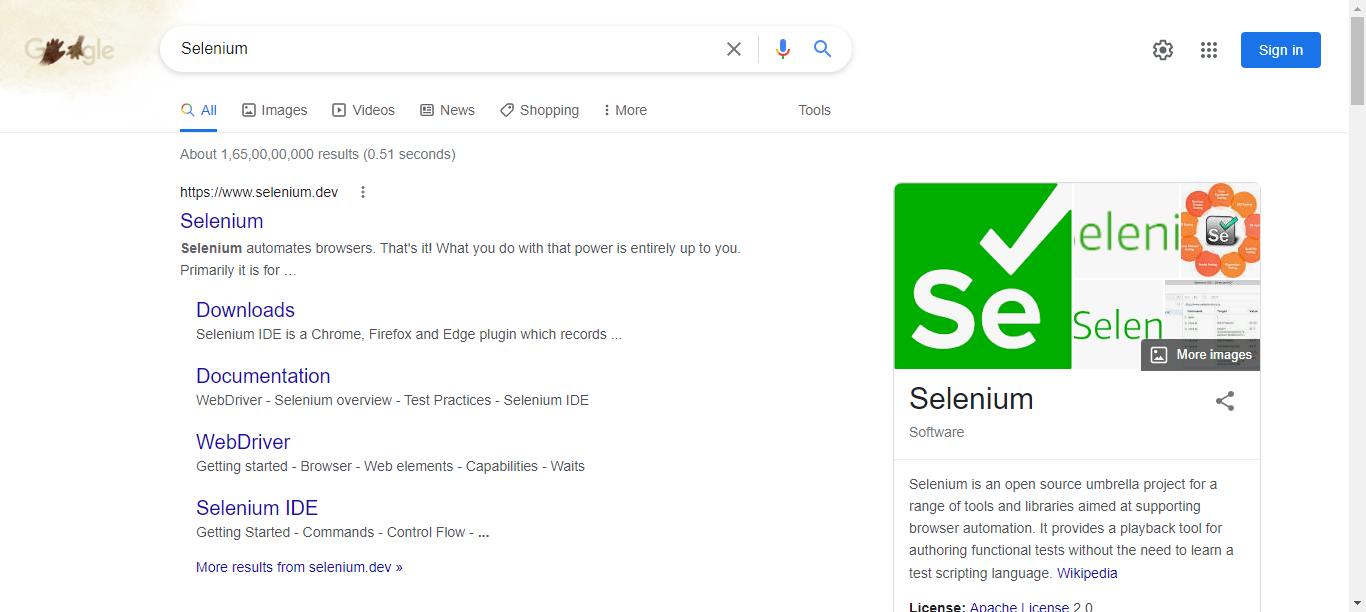 Google
Selenium
Sign in
All
Images
Videos
News
Shopping
More
Tools
About 1,65,00,00,000 results (0.51 seconds)
https://www.selenium.dev
Selenium
Selenium automates browsers. That's it! What you do with that power is entirely up to you.
Primarily it is for ...
Downloads
Selenium IDE is a Chrome, Firefox and Edge plugin which records ...
Documentation
WebDriver - Selenium overview - Test Practices - Selenium IDE
WebDriver
Getting started - Browser - Web elements - Capabilities - Waits
Selenium IDE
Getting Started - Commands - Control Flow - ...
More results from selenium.dev »
Se
eleni
Se
Selen
More images
Selenium
Software
Selenium is an open source umbrella project for a
range of tools and libraries aimed at supporting
browser automation. It provides a playback tool for
authoring functional tests without the need to learn a
test scripting language. Wikipedia
License: Apache License 2.0